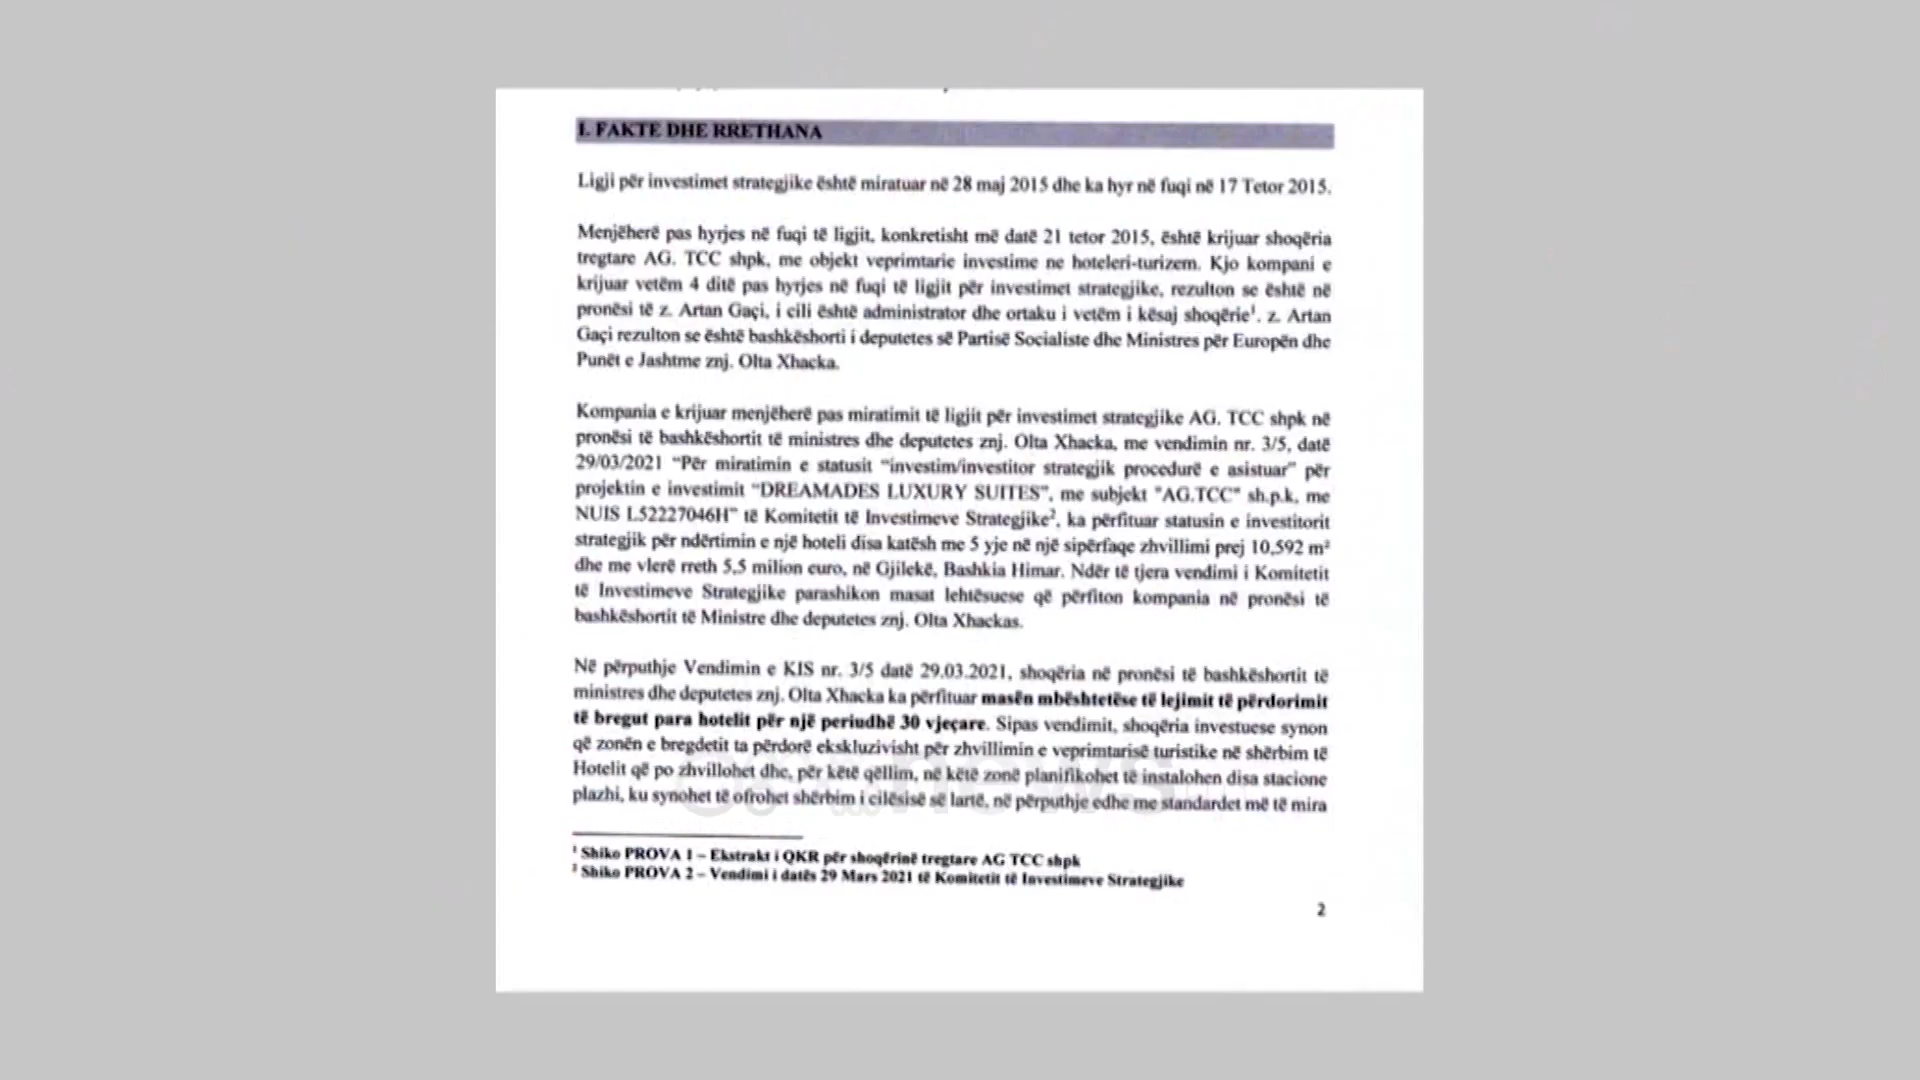 I. FAKTE DHE RRETHANA
Ligji për investimet strategjike është miratuar në 28 maj 2015 dhe ka hyr në fuqi në 17 Tetor 2015.
Menjëherë pas hyrjes në fuqi të ligjit, konkretisht më datë 21 tetor 2015, është krijuar shoqëria
tregtare AG. TCC shpk, me objekt veprimtarie investime ne hoteleri-turizem. Kjo kompani e
krijuar vetëm 4 ditë pas hyrjes në fuqi të ligjit për investimet strategjike, rezulton se është në
pronësi të z. Artan Gaçi, i cili është administrator dhe ortaku i vetëm i kësaj shoqërie¹. z. Artan
Gaçi rezulton se është bashkëshorti i deputetes së Partisë Socialiste dhe Ministres për Europën dhe
Punët e Jashtme znj. Olta Xhacka.
Kompania e krijuar menjëherë pas miratimit të ligjit për investimet strategjike AG. TCC shpk në
pronësi të bashkëshortit të ministres dhe deputetes znj. Olta Xhacka, me vendimin nr. 3/5, datë
29/03/2021 “Për miratimin e statusit “investim/investitor strategjik procedurë e asistuar” për
projektin e investimit “DREAMADES LUXURY SUITES”, me subjekt "AG.TCC" sh.p.k, me
NUIS L52227046H” të Komitetit të Investimeve Strategjike², ka përfituar statusin e investitorit
strategjik për ndërtimin e një hoteli disa katësh me 5 yje në një sipërfaqe zhvillimi prej 10,592 m²
dhe me vlerë rreth 5,5 milion euro, në Gjilekë, Bashkia Himar. Ndër të tjera vendimi i Komitetit
të Investimeve Strategjike parashikon masat lehtësuese që përfiton kompania në pronësi të
bashkëshortit të Ministre dhe deputetes znj. Olta Xhackas.
Në përputhje Vendimin e KIS nr. 3/5 datë 29.03.2021, shoqëria në pronësi të bashkëshortit të
ministres dhe deputetes znj. Olta Xhacka ka përfituar masën mbështetëse të lejimit të përdorimit
të bregut para hotelit për një periudhë 30 vjeçare. Sipas vendimit, shoqëria investuese synon
që zonën e bregdetit ta përdorë ekskluzivisht për zhvillimin e veprimtarisë turistike në shërbim të
Hotelit që po zhvillohet dhe, për këtë qëllim, në këtë zonë planifikohet të instalohen disa stacione
plazhi, ku synohet të ofrohet shërbim i cilësisë së lartë, në përputhje edhe me standardet më të mira
¹ Shiko PROVA 1 – Ekstrakt i QKR për shoqërinë tregtare AG TCC shpk
² Shiko PROVA 2 – Vendimi i datës 29 Mars 2021 të Komitetit të Investimeve Strategjike
2